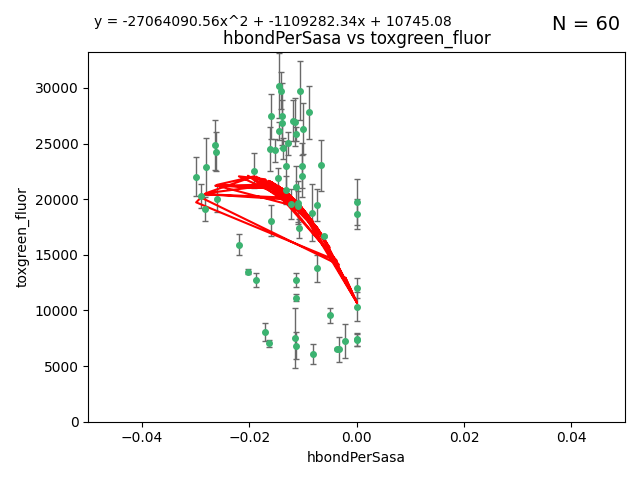 y = -27064090.56x^2 + -1109282.34x + 10745.08
N = 60
hbondPerSasa vs toxgreen_fluor
30000
25000
20000
15000
10000
5000
0
toxgreen_fluor
−0.04
−0.02
0.00
0.02
0.04
hbondPerSasa